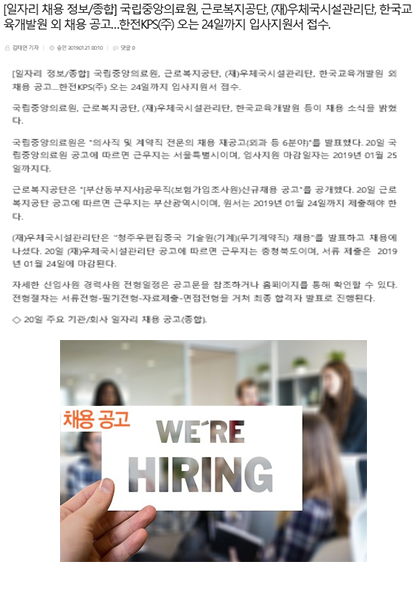 [일자리 채용 정보/종합] 국립중앙의료원, 근로복지공단, (재)우체국시설관리단, 한국교
육개발원 외 채용 공고...한전KPS(주) 오는 24일까지 입사지원서 접수.
기자 승인 2019.01.21 00:10 댓글 0
[일자리 정보/종합] 국립중앙의료원, 근로복지공단, (재)우체국시설관리단, 한국교육개발원 외
채용 공고...한전KPS(주) 오는 24일까지 입사지원서 접수.
국립중앙의료원, 근로복지공단, (재)우체국시설관리단, 한국교육개발원 등이 채용 소식을 밝혔
다.
국립중앙의료원은 "의사직 및 계약직 전문의 채용 재공고(외과 등 6분야)"를 발표했다. 20일 국
립중앙의료원 공고에 따르면 근무지는 서울특별시이며, 입사지원 마감일자는 2019년 01월 25
일까지다.
근로복지공단은 "[부산동부지사]공무직(보험가입조사원)신규채용 공고"를 공개했다. 20일 근로
복지공단 공고에 따르면 근무지는 부산광역시이며, 원서는 2019년 01월 24일까지 제출해야 한
다.
(재)우체국시설관리단은 "청주우편집중국 기술원(기계)(무기계약직) 채용"를 발표하고 채용에
나섰다. 20일 (재)우체국시설관리단 공고에 따르면 근무지는 충청북도이며, 서류 제출은 2019
년 01월 24일에 마감된다.
자세한 신입사원 경력사원 전형일정은 공고문을 참조하거나 홈페이지를 통해 확인할 수 있다.
전형절차는 서류전형-필기전형-자료제출-면접전형을 거쳐 최종 합격자 발표로 진행된다.
◇ 20일 주요 기관/회사 일자리 채용 공고(종합).
채용 공고
WE'RE
HIRING